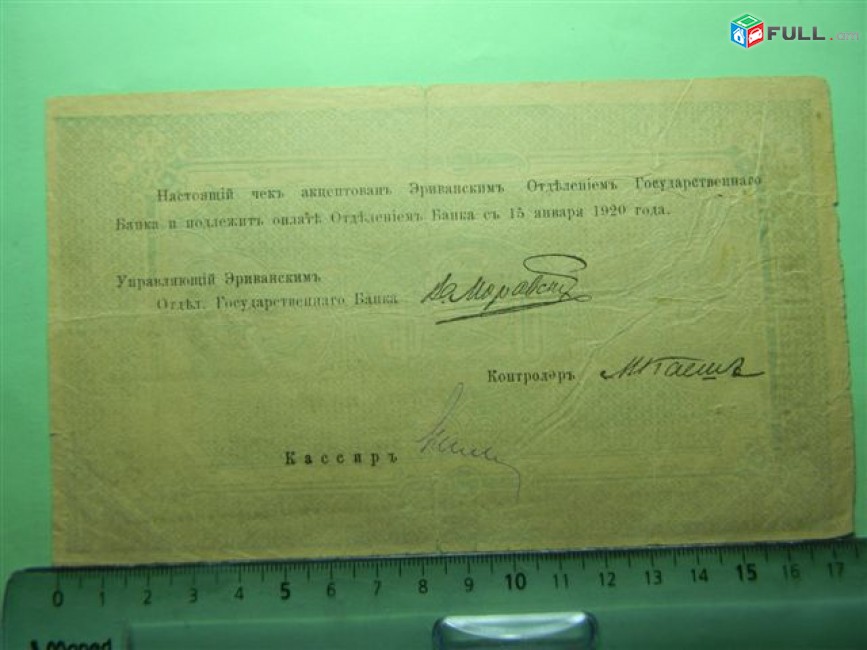 FULL.am
Настоящій чекъ акцептован Эриванскимъ Отдѣленіемъ Государственнаго
Банка и подлежитъ оплатѣ Отдѣленіемъ Банка съ 15 января 1920 года.
Управляющій Эриванскимъ
Отдѣл. Государственнаго Банка
Контролеръ
Кассиръ
0 1 2 3 4 5 6 7 8 9 10 11 12 13 14 15 16 17